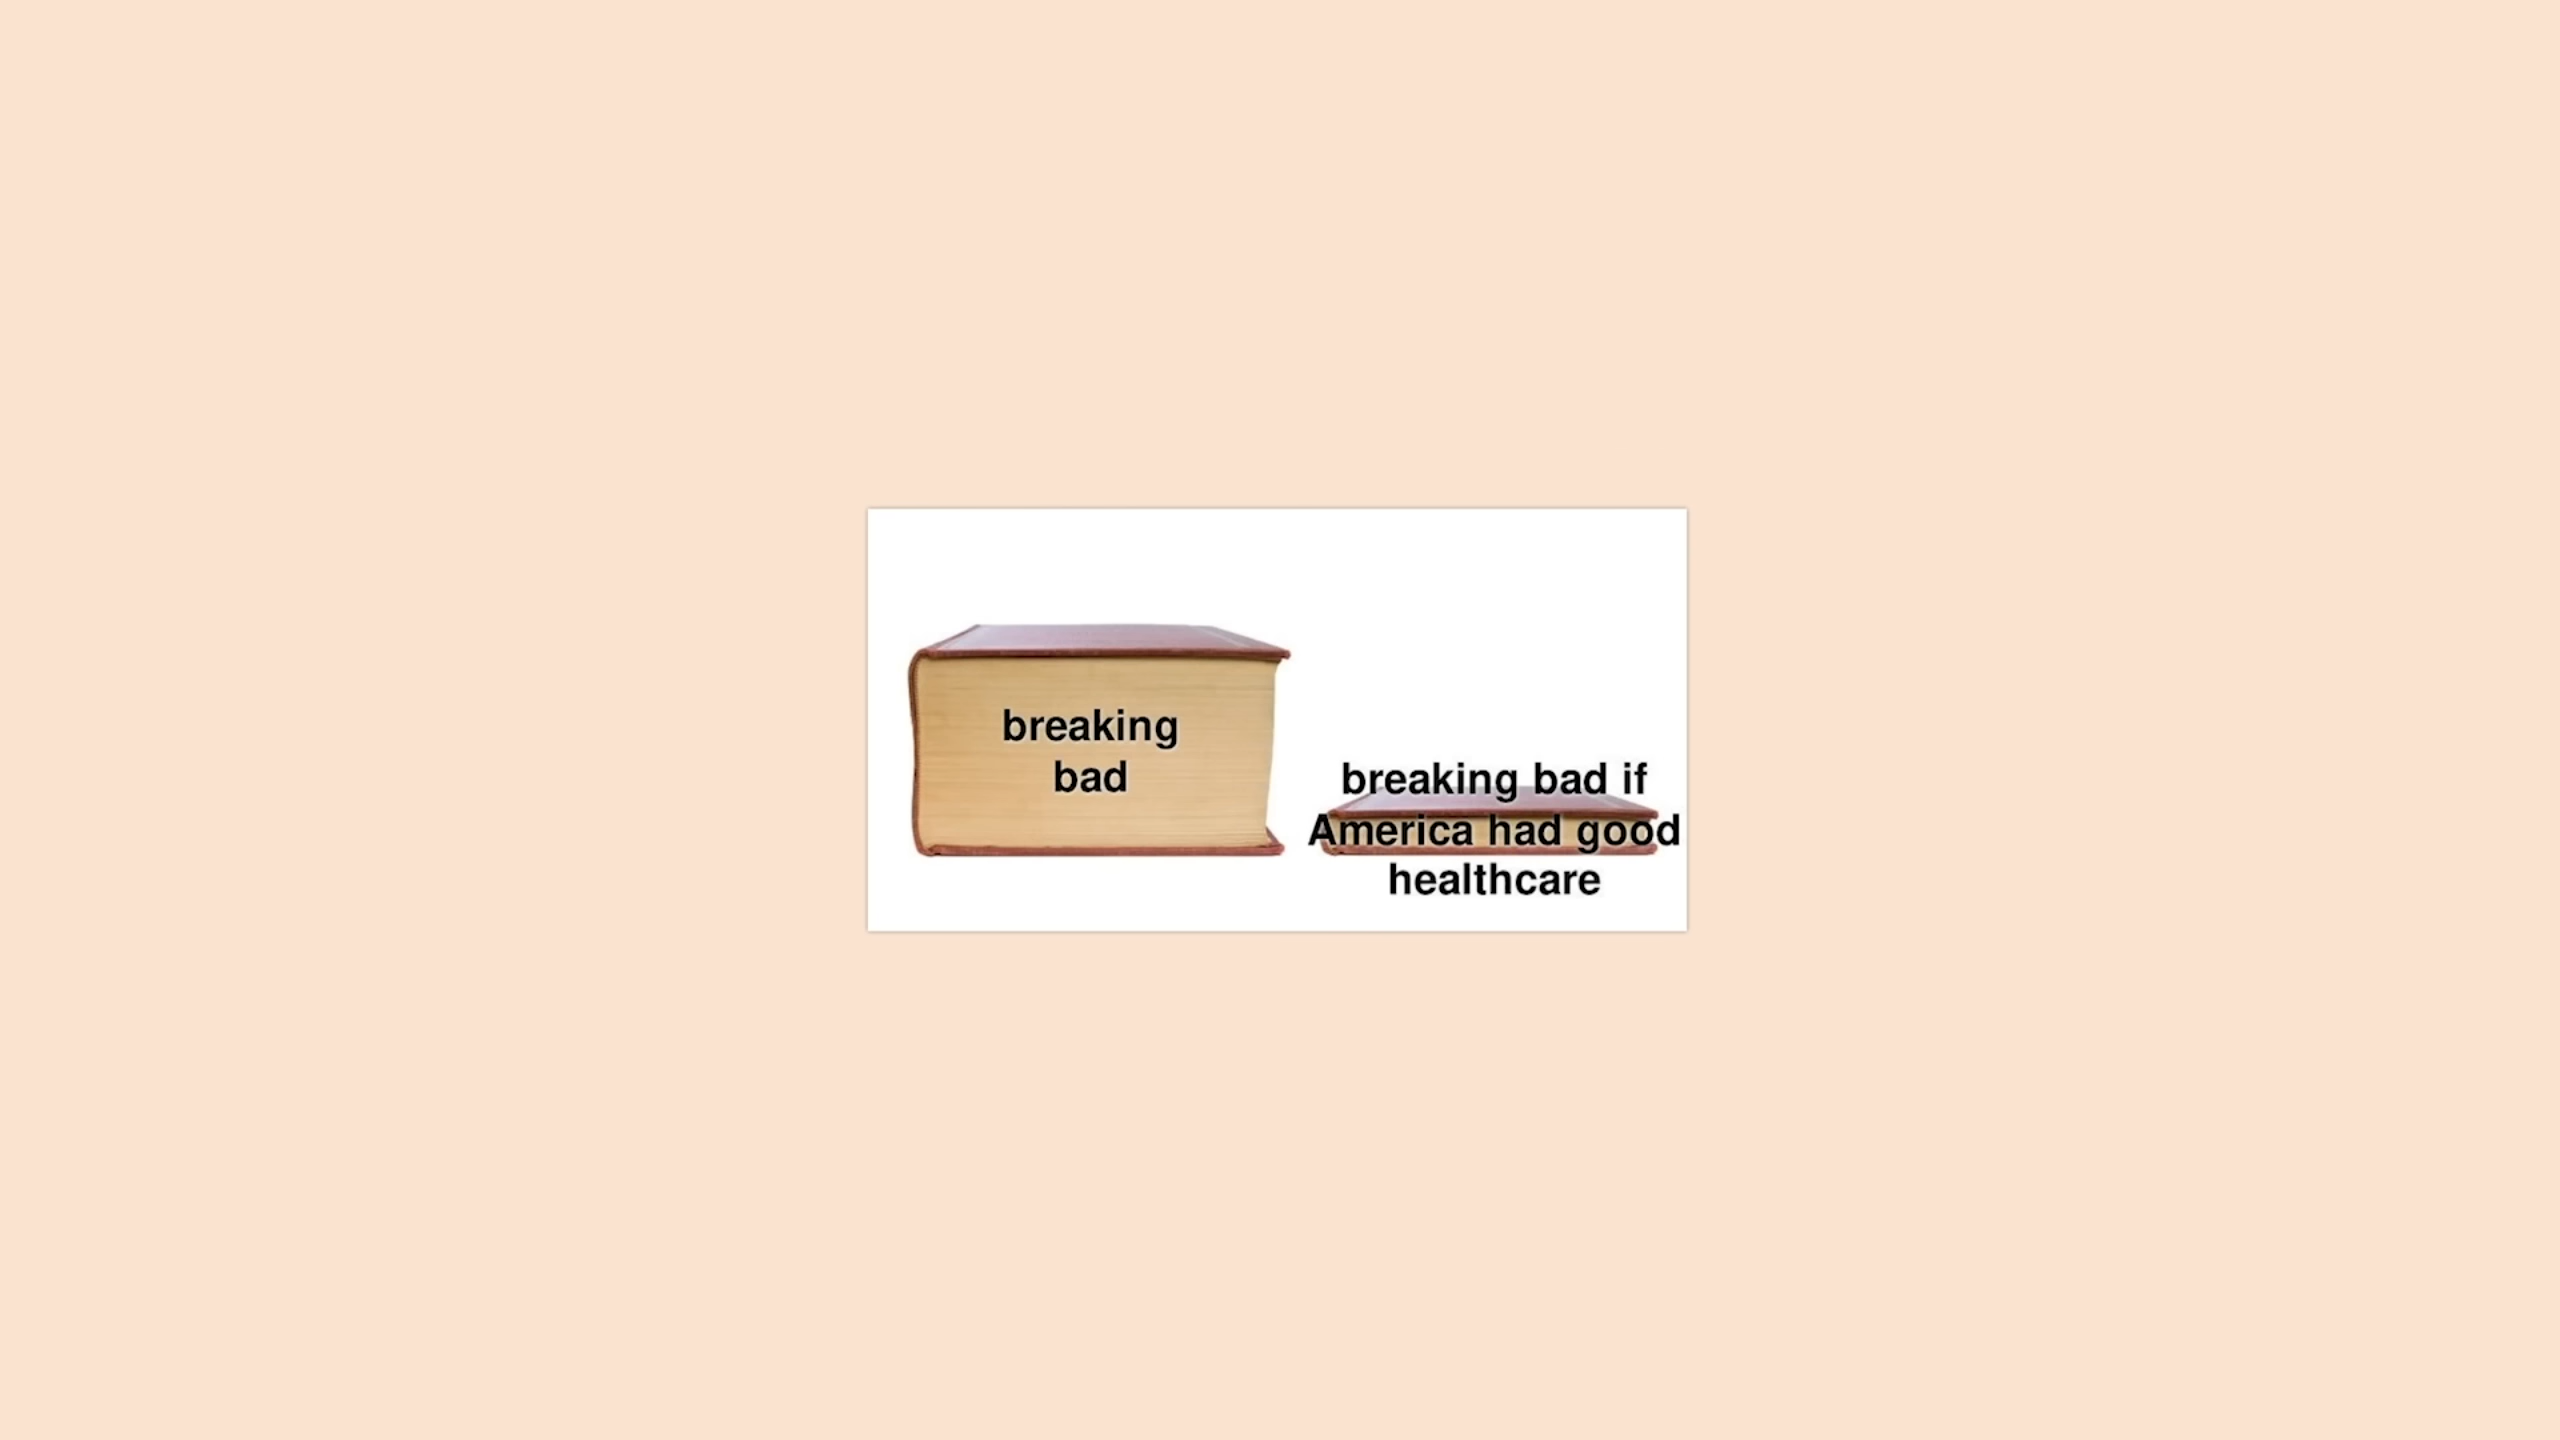 breaking
bad
breaking bad if
America had good
healthcare